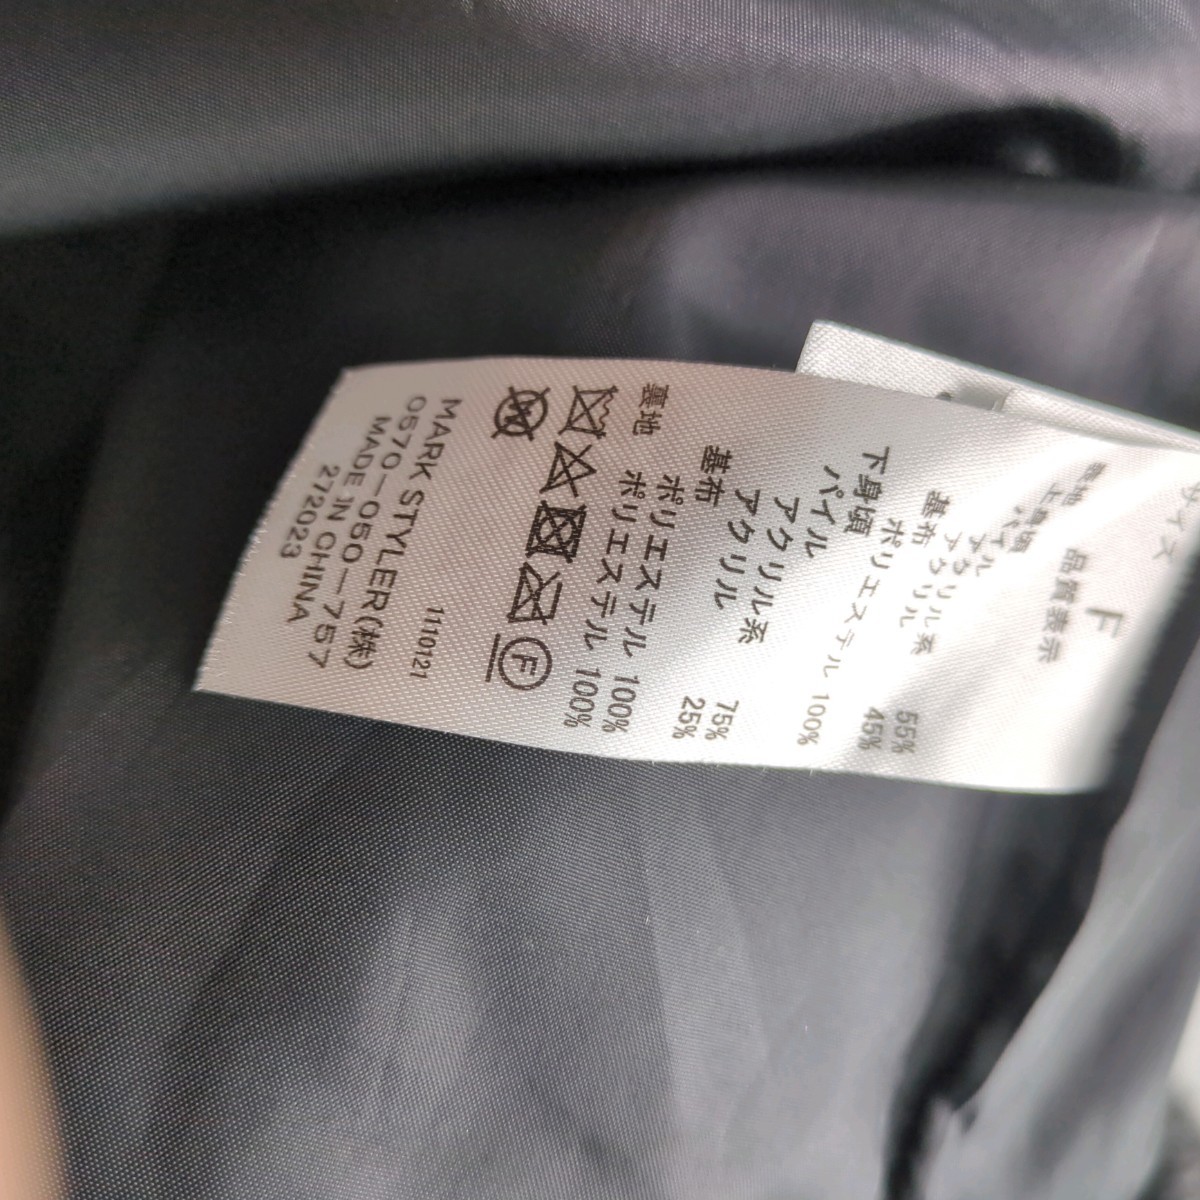 サイズ F
品質表示
表地 上身頃
パイル
アクリル系 55%
アクリル 45%
基布 ポリエステル 100%
下身頃
パイル
アクリル系 75%
アクリル 25%
基布 ポリエステル 100%
裏地 ポリエステル 100%
W
F
111O121
MARK STYLER(株)
0570-050-757
MADE IN CHINA
272023